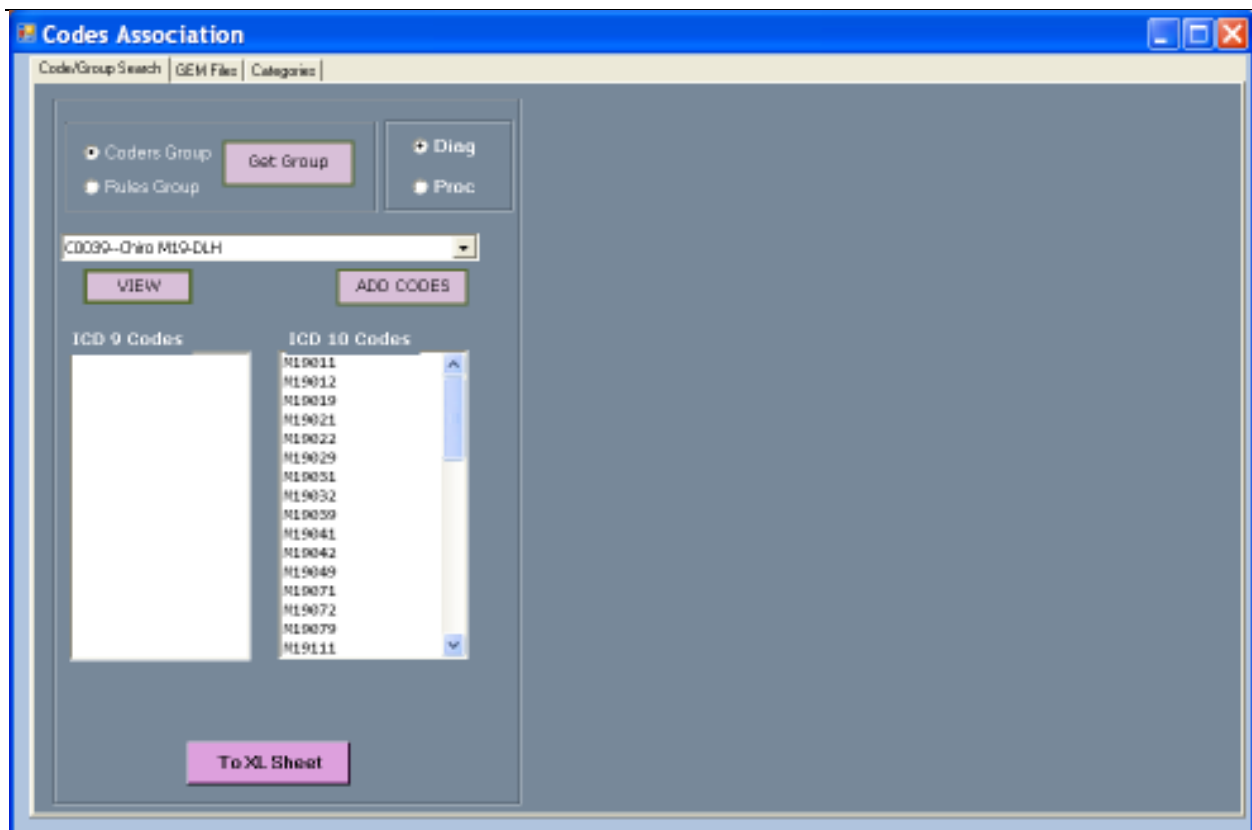 Codes Association
Code/Group Search GEM Files Categories
Coders Group
Get Group
Diag
Rules Group
Proc
C0039--Chiro M19-DLH
VIEW
ADD CODES
ICD 9 Codes
ICD 10 Codes
M19011
M19012
M19019
M19021
M19022
M19029
M19031
M19032
M19039
M19041
M19042
M19049
M19071
M19072
M19079
M19111
To XL Sheet